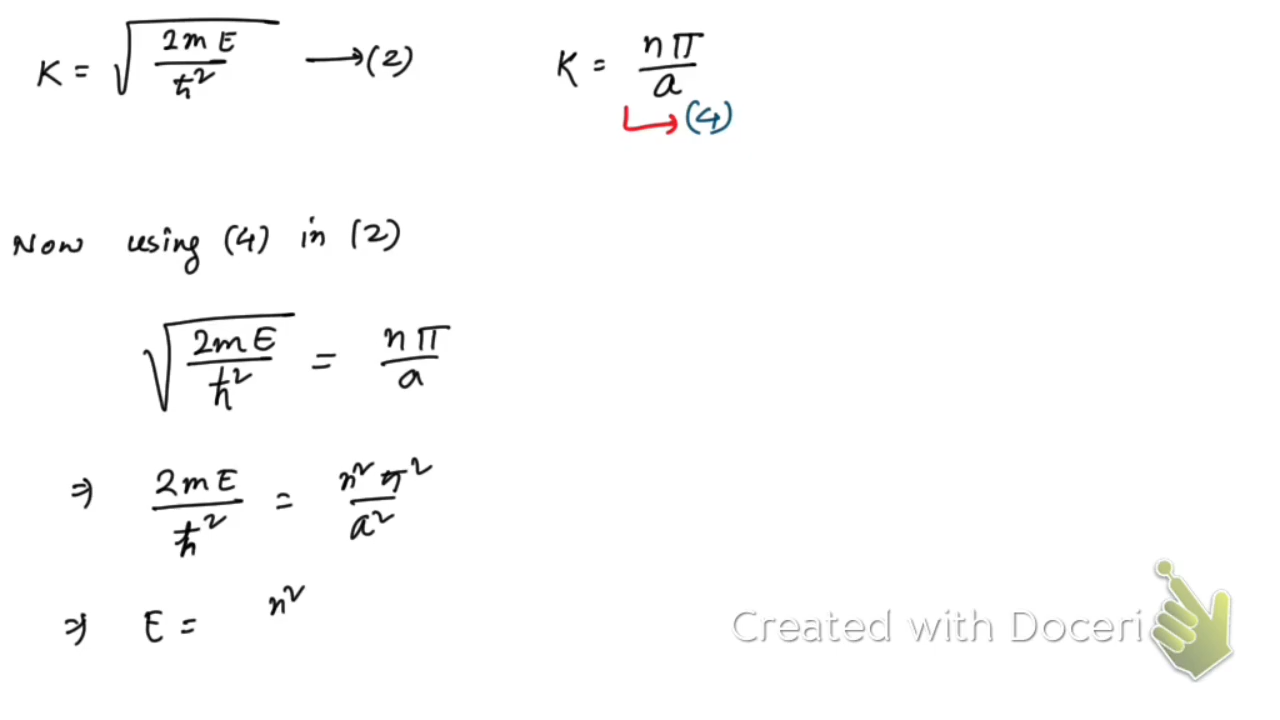 K = √(2mE/ħ²) ⟶ (2) K = nπ/a
↳ (4)
Now using (4) in (2)
√(2mE/ħ²) = nπ/a
⇒ 2mE/ħ² = n²π²/a²
⇒ E = n²
Created with Doceri